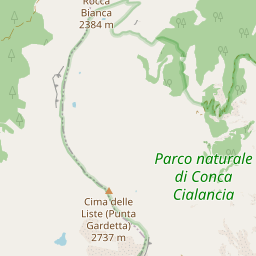 Rocca
Bianca
2384 m
Parco naturale
di Conca
Cialancia
Cima delle
Liste (Punta
Gardetta)
2737 m